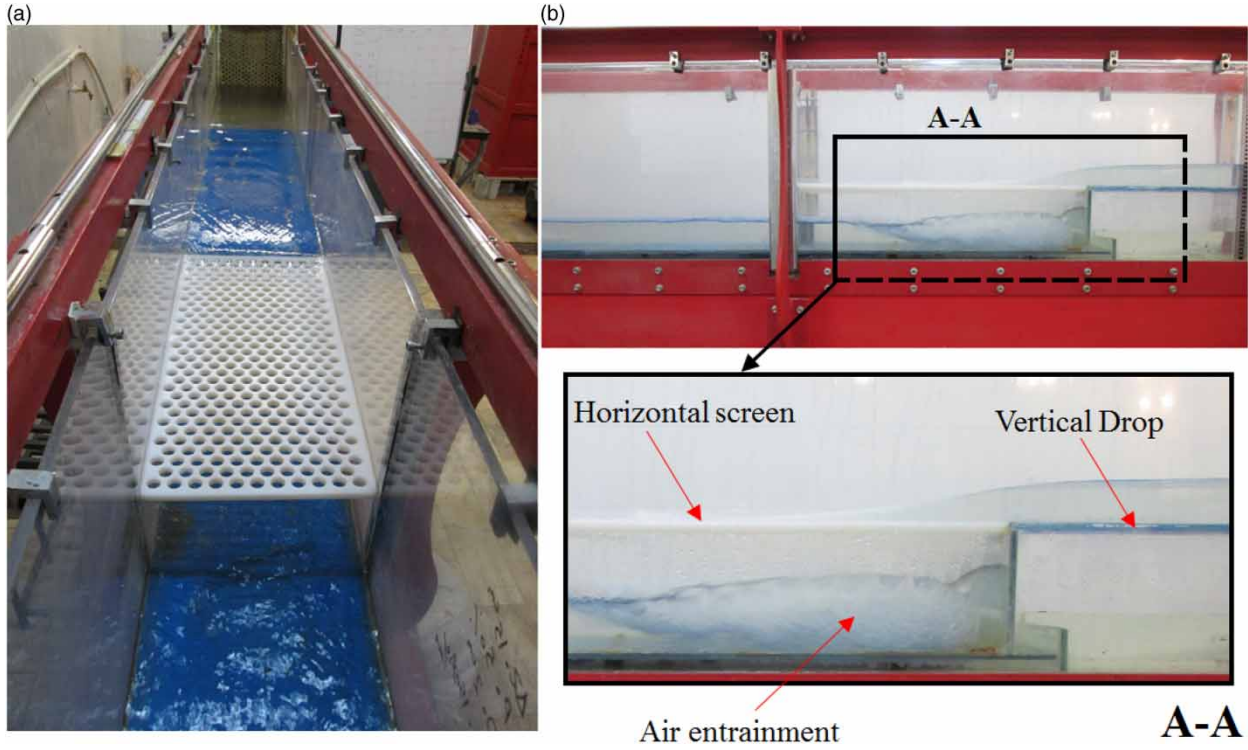 (a)
(b)
A-A
Horizontal screen
Vertical Drop
Air entrainment
A-A